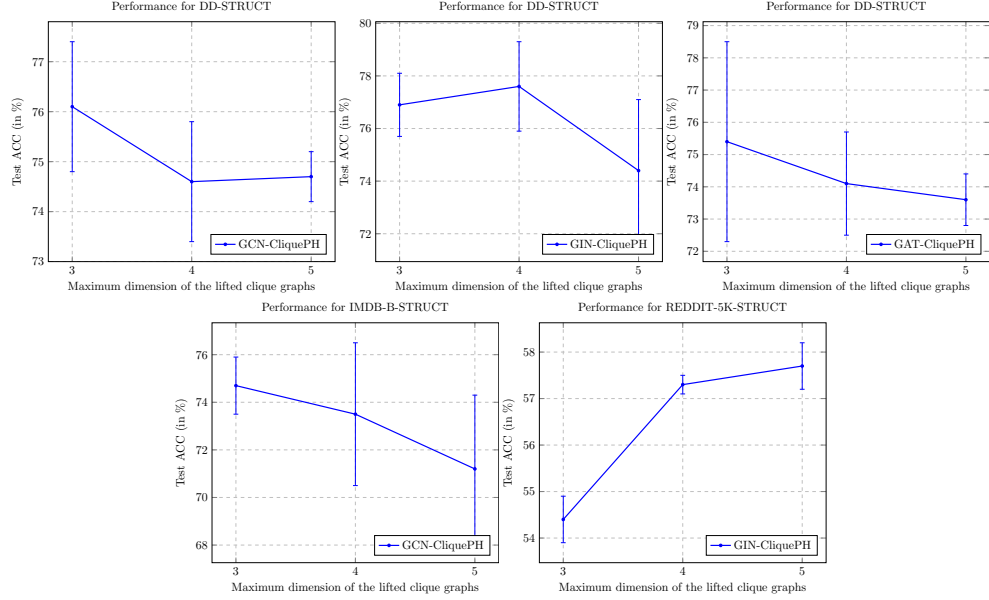 Performance for DD-STRUCT
77
76
75
74
73
3
4
5
Test ACC (in %)
Maximum dimension of the lifted clique graphs
GCN-CliquePH
Performance for DD-STRUCT
80
78
76
74
72
3
4
5
Test ACC (in %)
Maximum dimension of the lifted clique graphs
GIN-CliquePH
Performance for DD-STRUCT
79
78
77
76
75
74
73
72
3
4
5
Test ACC (in %)
Maximum dimension of the lifted clique graphs
GAT-CliquePH
Performance for IMDB-B-STRUCT
76
74
72
70
68
3
4
5
Test ACC (in %)
Maximum dimension of the lifted clique graphs
GCN-CliquePH
Performance for REDDIT-5K-STRUCT
58
57
56
55
54
3
4
5
Test ACC (in %)
Maximum dimension of the lifted clique graphs
GIN-CliquePH